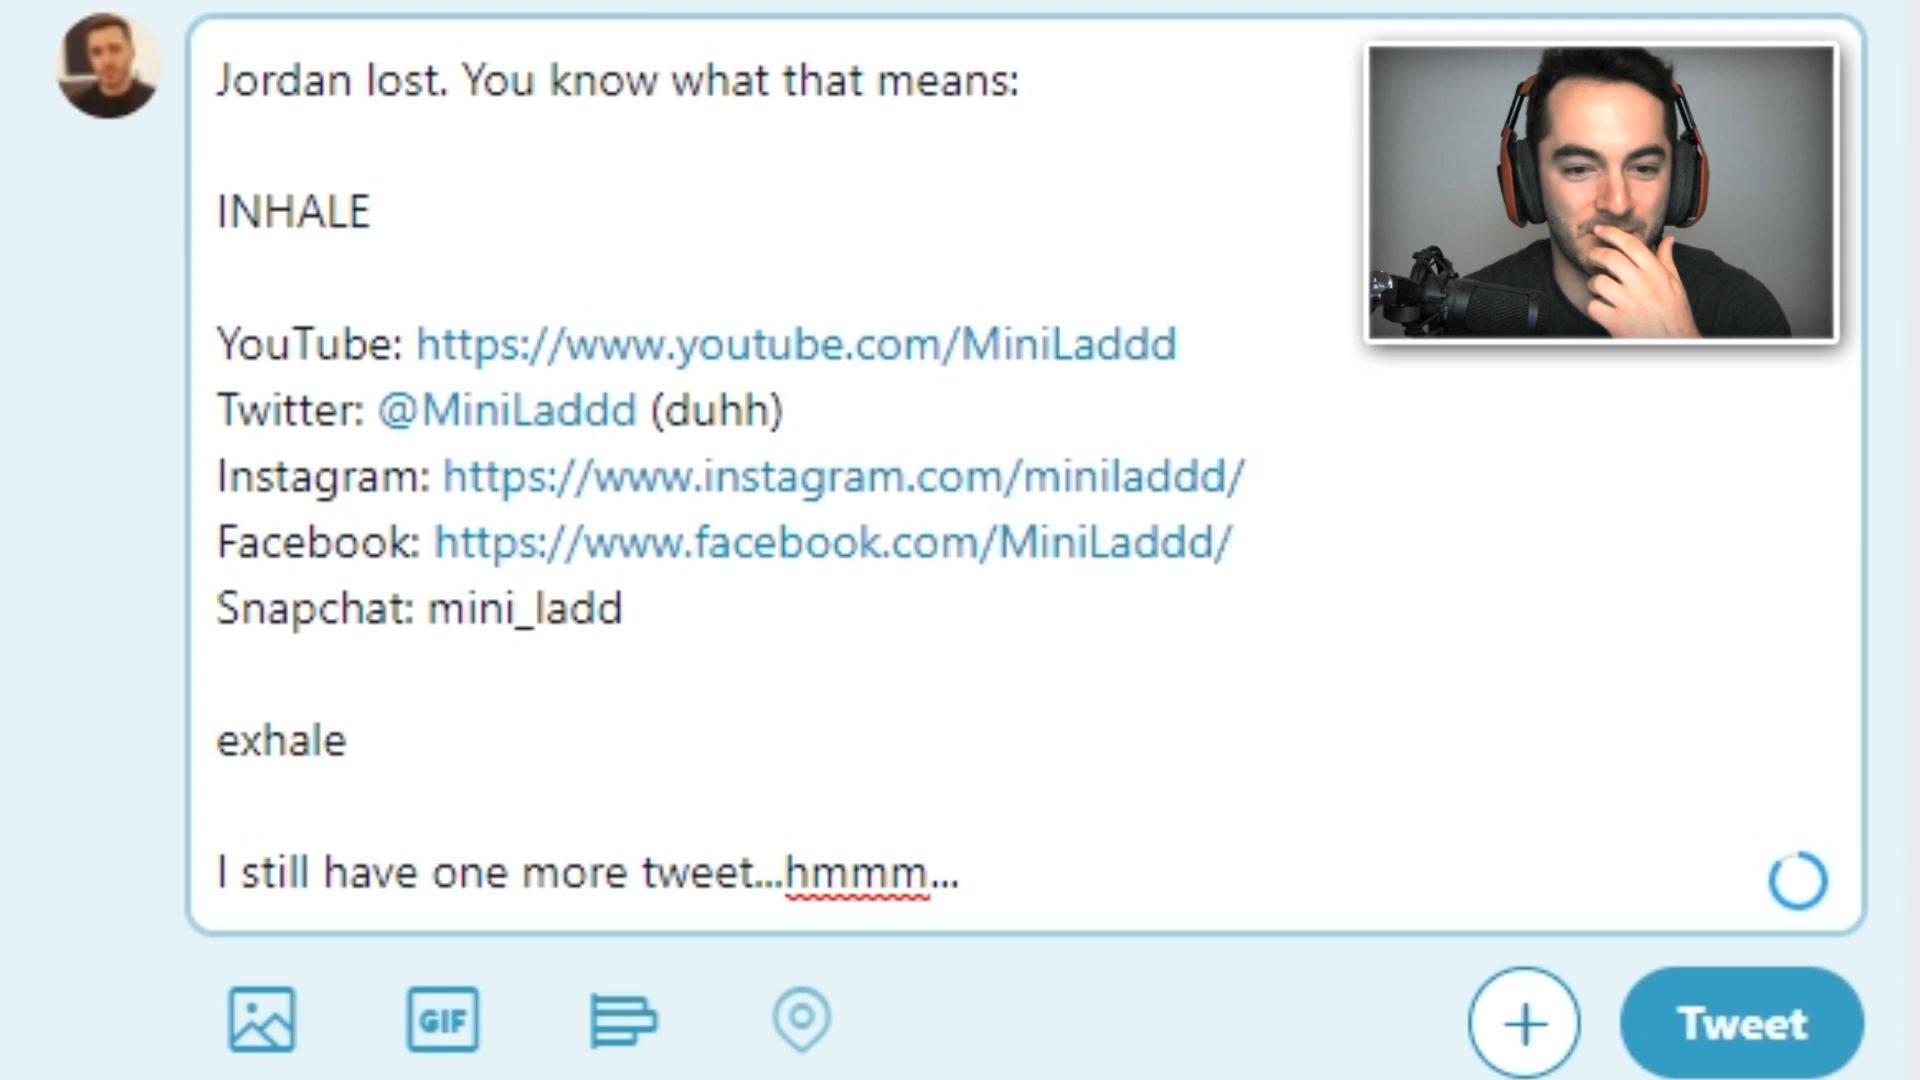 Jordan lost. You know what that means:
INHALE
YouTube: https://www.youtube.com/MiniLaddd
Twitter: @MiniLaddd (duhh)
Instagram: https://www.instagram.com/miniladdd/
Facebook: https://www.facebook.com/MiniLaddd/
Snapchat: mini_ladd
exhale
I still have one more tweet...hmmm...
GIF
Tweet